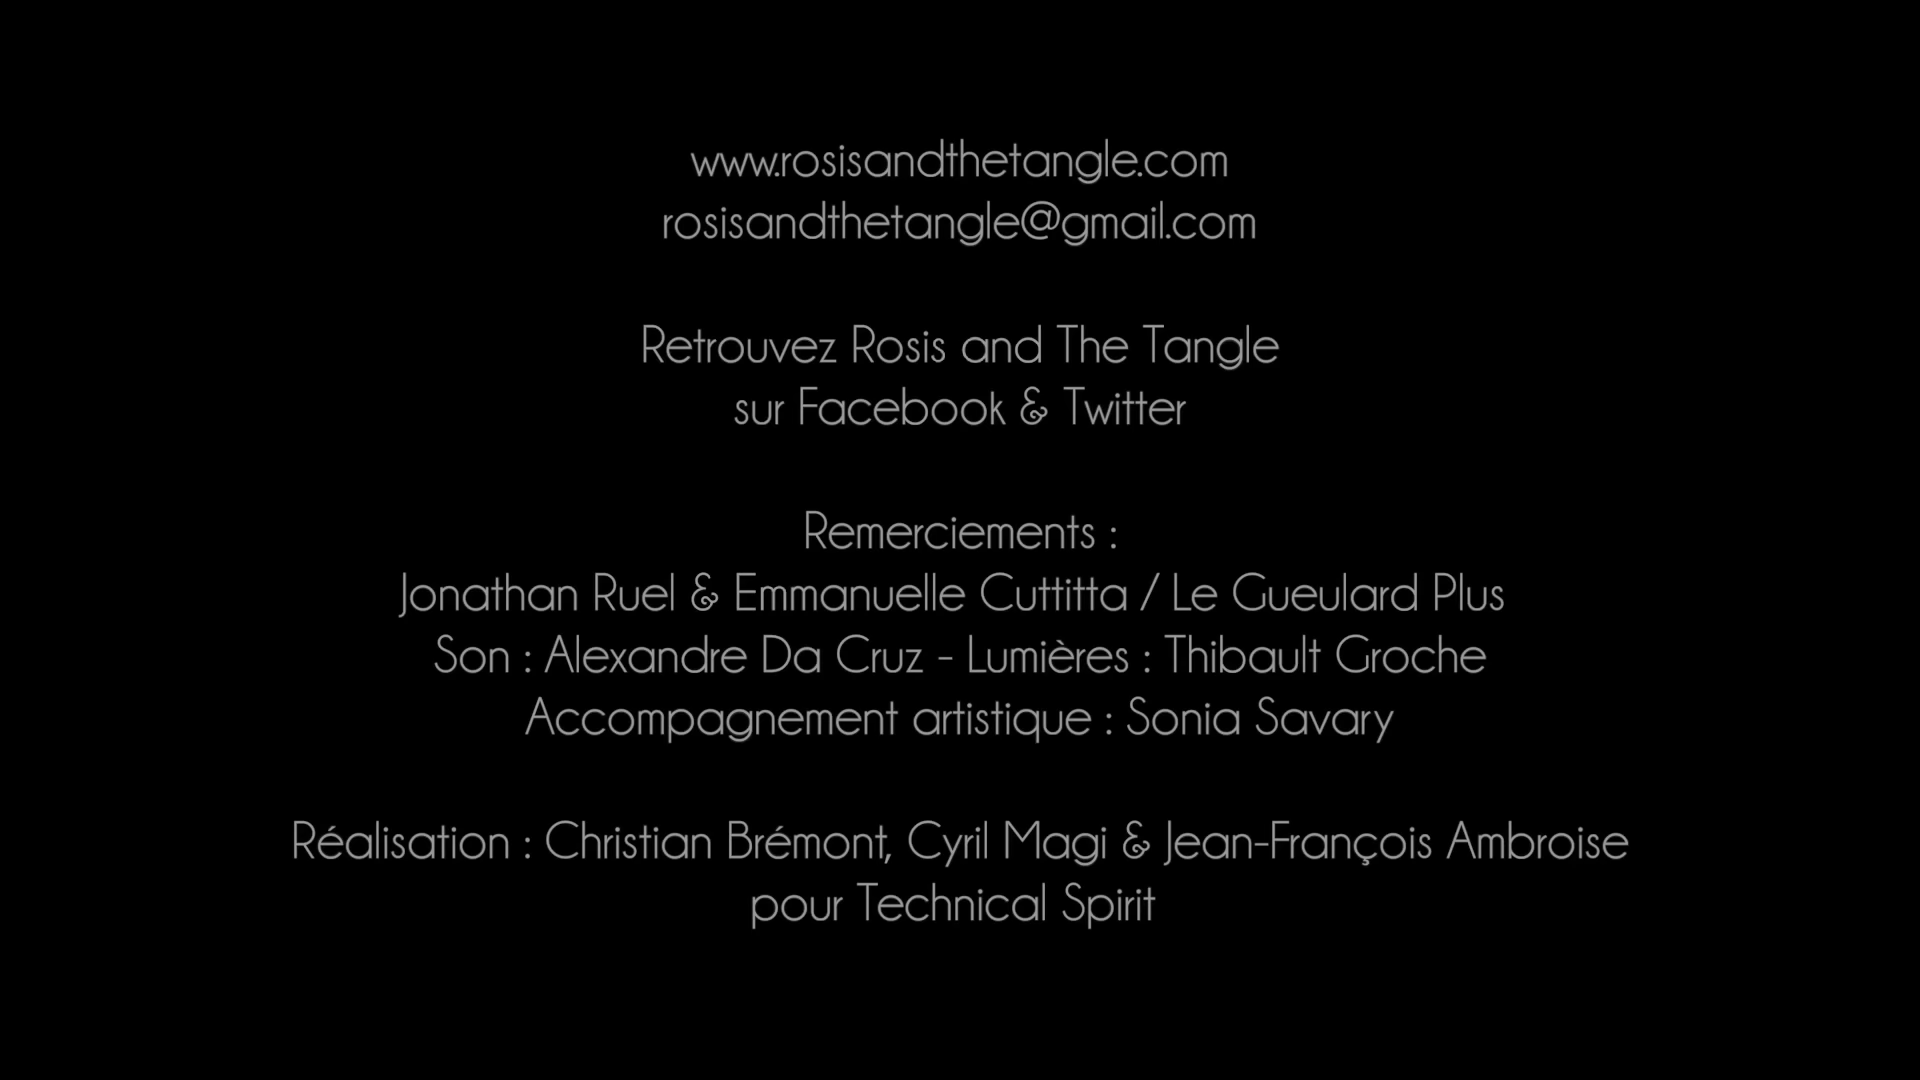 www.rosisandthetangle.com
rosisandthetangle@gmail.com
Retrouvez Rosis and The Tangle
sur Facebook & Twitter
Remerciements :
Jonathan Ruel & Emmanuelle Cuttitta / Le Gueulard Plus
Son : Alexandre Da Cruz - Lumières : Thibault Groche
Accompagnement artistique : Sonia Savary
Réalisation : Christian Brémont, Cyril Magi & Jean-François Ambroise
pour Technical Spirit